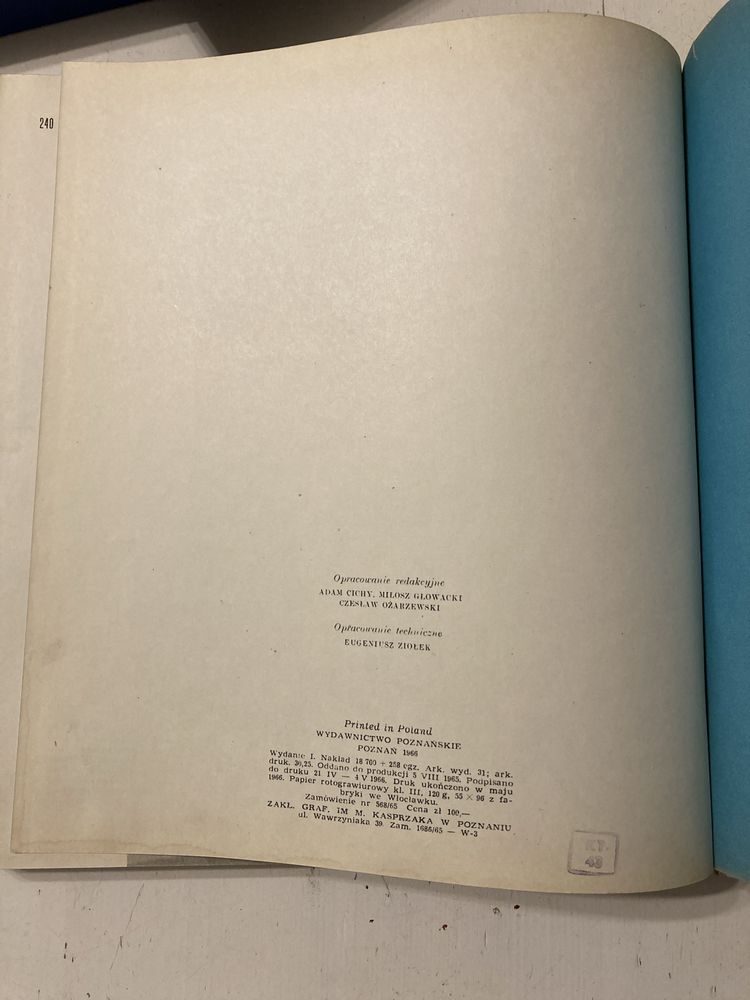 240
Opracowanie redakcyjne
ADAM CICHY, MIŁOSZ GŁOWACKI
CZESŁAW OŻARZEWSKI
Opracowanie techniczne
EUGENIUSZ ZIOŁEK
Printed in Poland
WYDAWNICTWO POZNAŃSKIE
POZNAŃ 1966
Wydanie I. Nakład 18 700 + 258 egz. Ark. wyd. 31; ark.
druk. 30,25. Oddano do produkcji 5 VIII 1965. Podpisano
do druku 21 IV — 4 V 1966. Druk ukończono w maju
1966. Papier rotograwiurowy kl. III, 120 g, 55 × 96 z fa-
bryki we Włocławku.
Zamówienie nr 568/65 Cena zł 100,—
ZAKŁ. GRAF. IM M. KASPRZAKA W POZNANIU
ul. Wawrzyniaka 39. Zam. 1686/65 — W-3
KT-
48